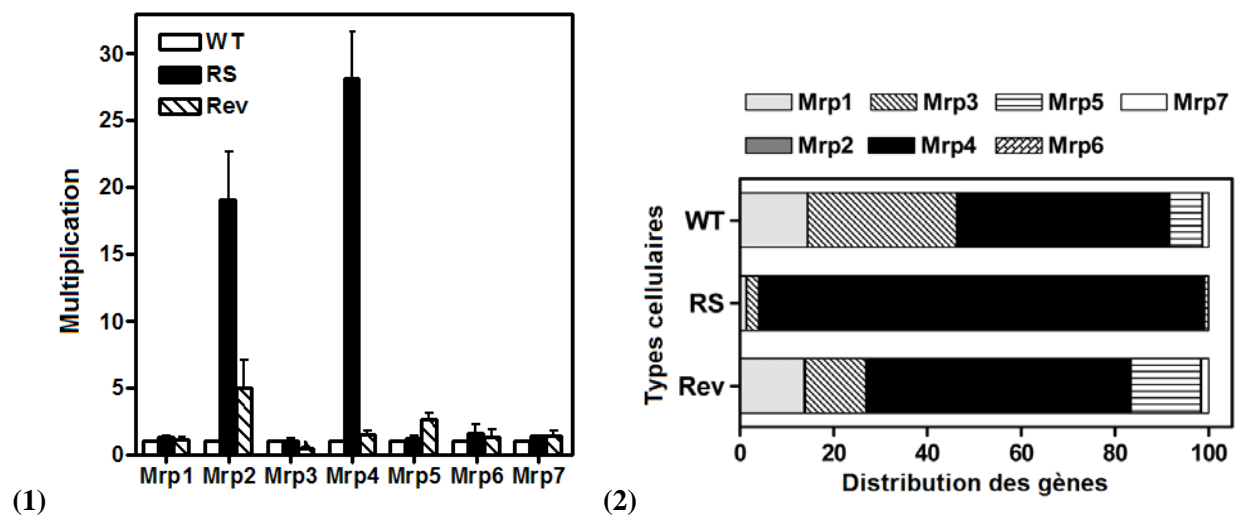 WT
RS
Rev
30
25
20
15
10
5
0
Multiplication
Mrp1 Mrp2 Mrp3 Mrp4 Mrp5 Mrp6 Mrp7
(1)
Mrp1 Mrp3 Mrp5 Mrp7
Mrp2 Mrp4 Mrp6
Types cellulaires
WT
RS
Rev
0 20 40 60 80 100
Distribution des gènes
(2)